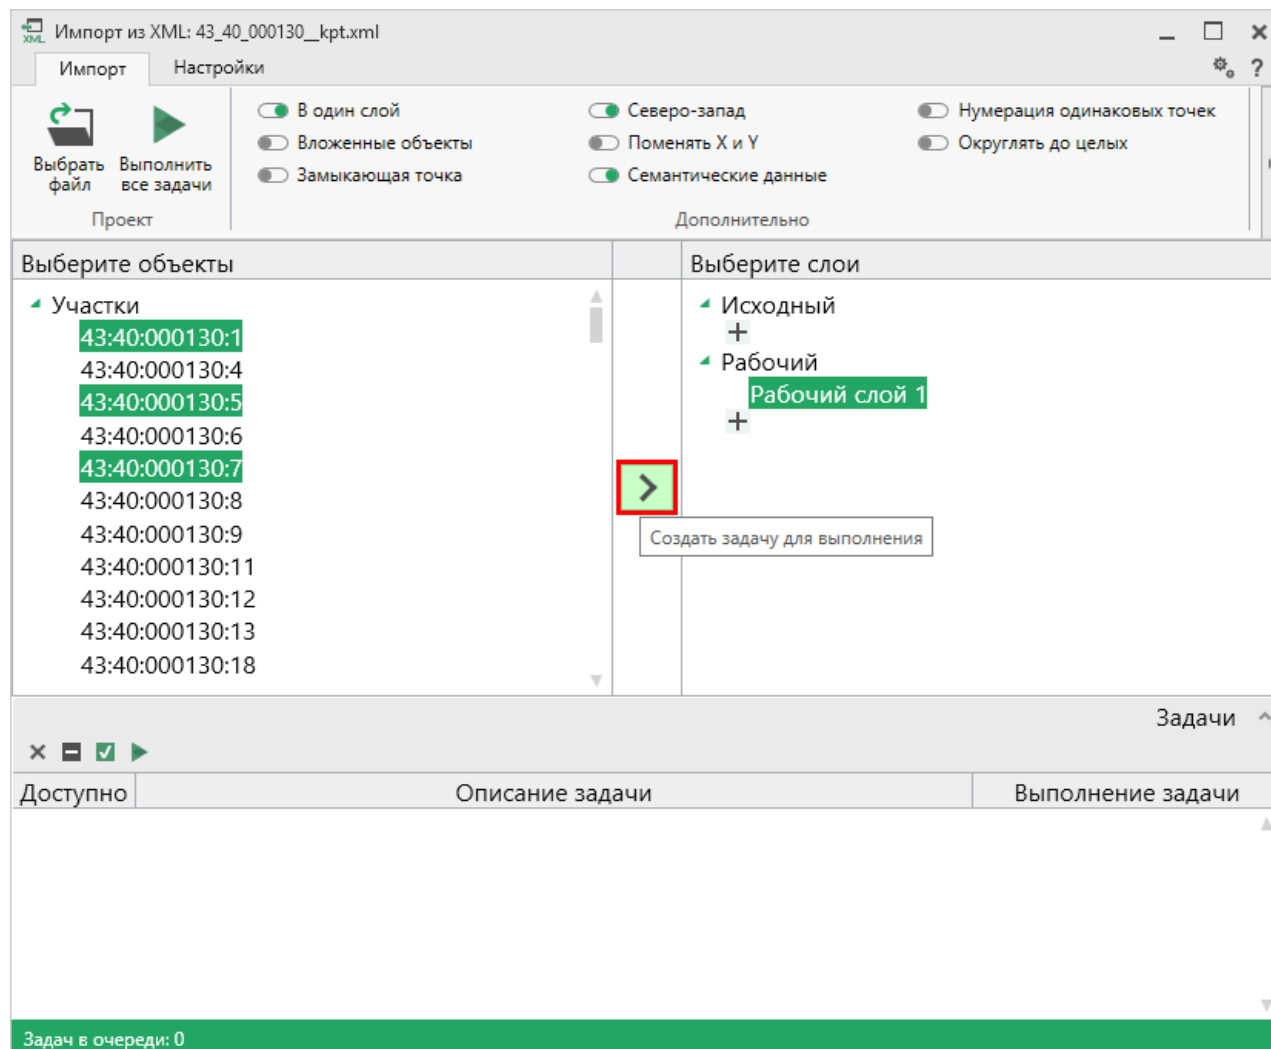 XML Импорт из XML: 43_40_000130__kpt.xml
Импорт Настройки ?
В один слой Северо-запад Нумерация одинаковых точек
Вложенные объекты Поменять X и Y Округлять до целых
Замыкающая точка Семантические данные
Выбрать файл
Выполнить все задачи
Проект Дополнительно
Выберите объекты
Участки
43:40:000130:1
43:40:000130:4
43:40:000130:5
43:40:000130:6
43:40:000130:7
43:40:000130:8
43:40:000130:9
43:40:000130:11
43:40:000130:12
43:40:000130:13
43:40:000130:18
Создать задачу для выполнения
Выберите слои
Исходный
Рабочий
Рабочий слой 1
Задачи
Доступно Описание задачи Выполнение задачи
Задач в очереди: 0